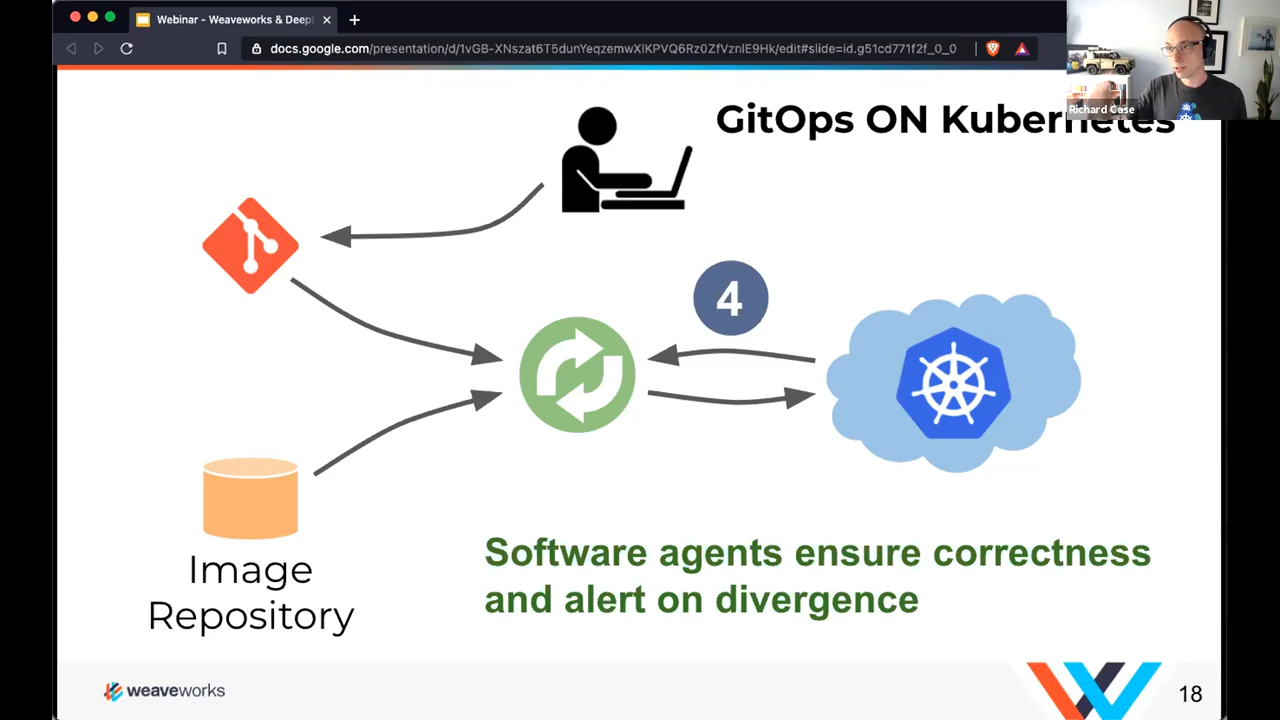 Webinar - Weaveworks & Deep
docs.google.com/presentation/d/1vGB-XNszat6T5dunYeqzemwXlKPVQ6Rz0ZfVznlE9Hk/edit#slide=id.g51cd771f2f_0_0
Richard Case
GitOps ON Kubernetes
4
Image
Repository
Software agents ensure correctness
and alert on divergence
weaveworks
18